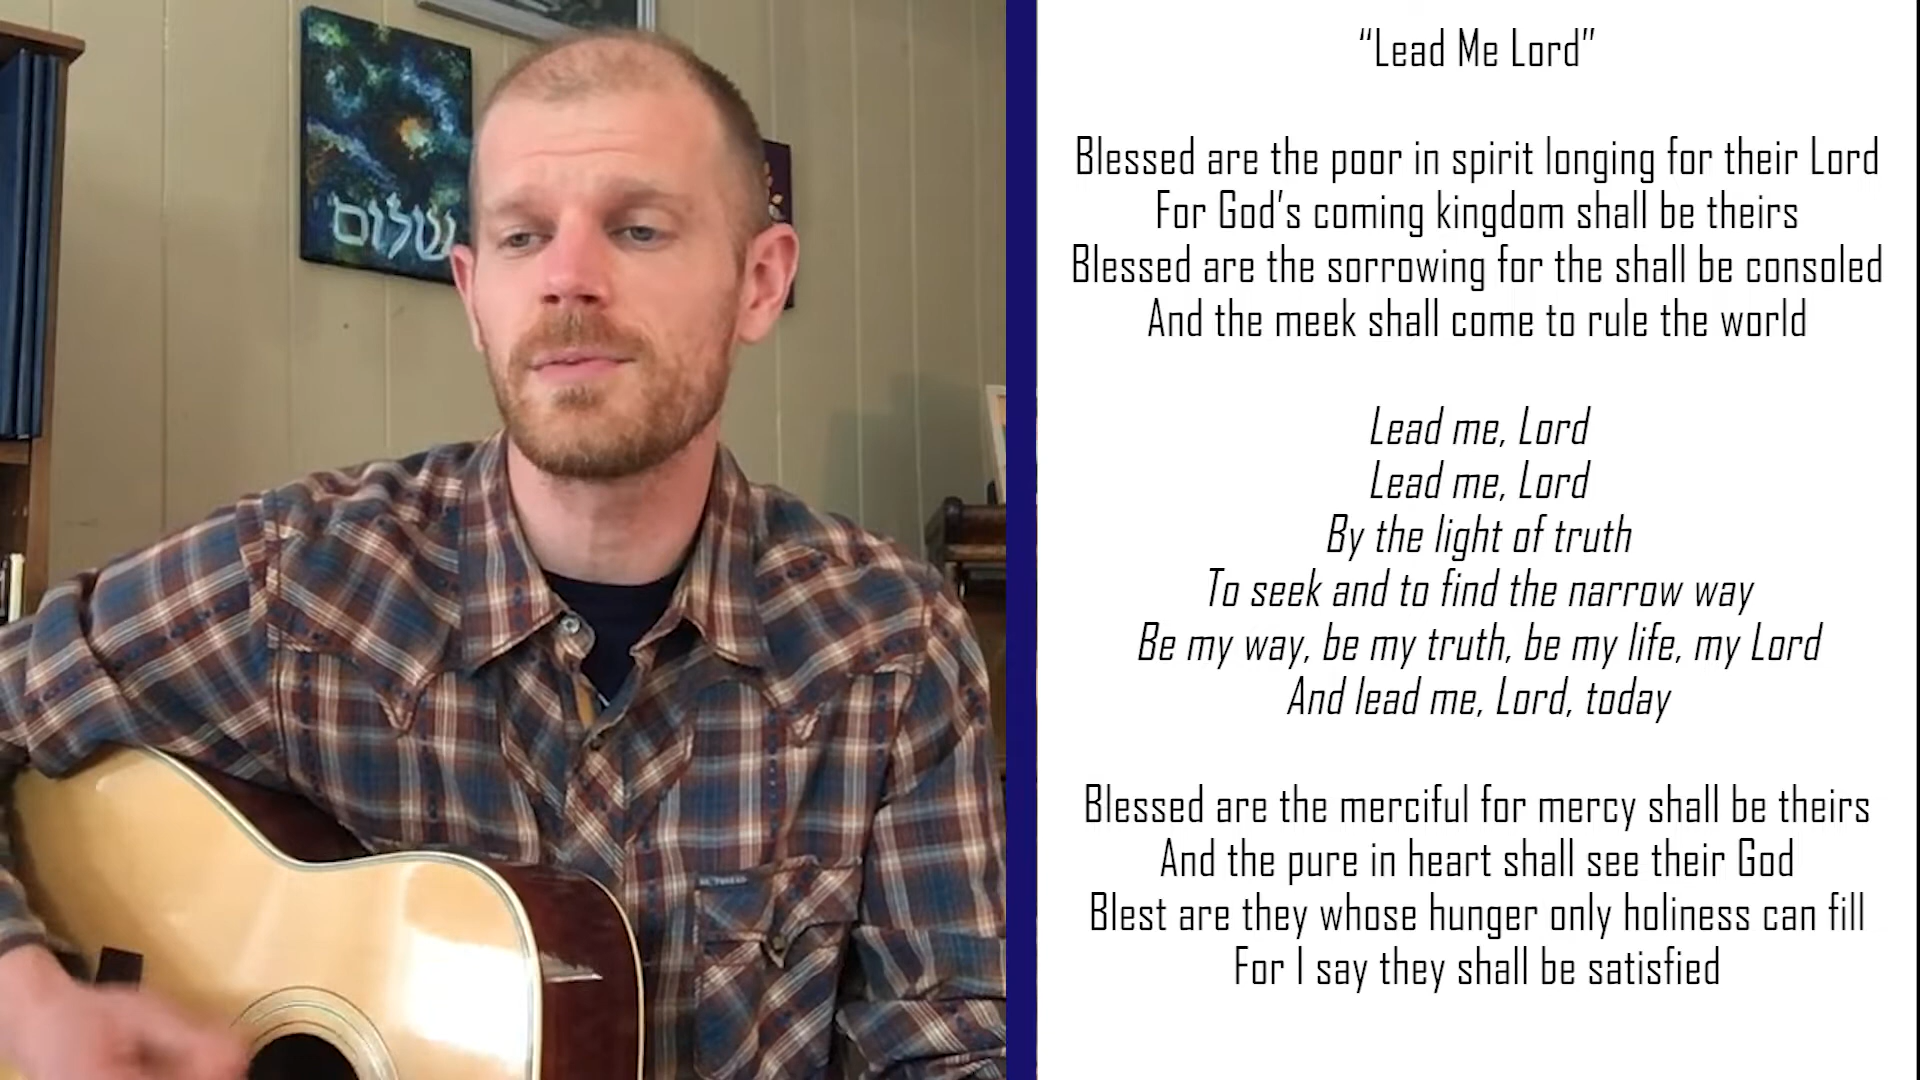 שלום
“Lead Me Lord”
Blessed are the poor in spirit longing for their Lord
For God’s coming kingdom shall be theirs
Blessed are the sorrowing for the shall be consoled
And the meek shall come to rule the world
Lead me, Lord
Lead me, Lord
By the light of truth
To seek and to find the narrow way
Be my way, be my truth, be my life, my Lord
And lead me, Lord, today
Blessed are the merciful for mercy shall be theirs
And the pure in heart shall see their God
Blest are they whose hunger only holiness can fill
For I say they shall be satisfied